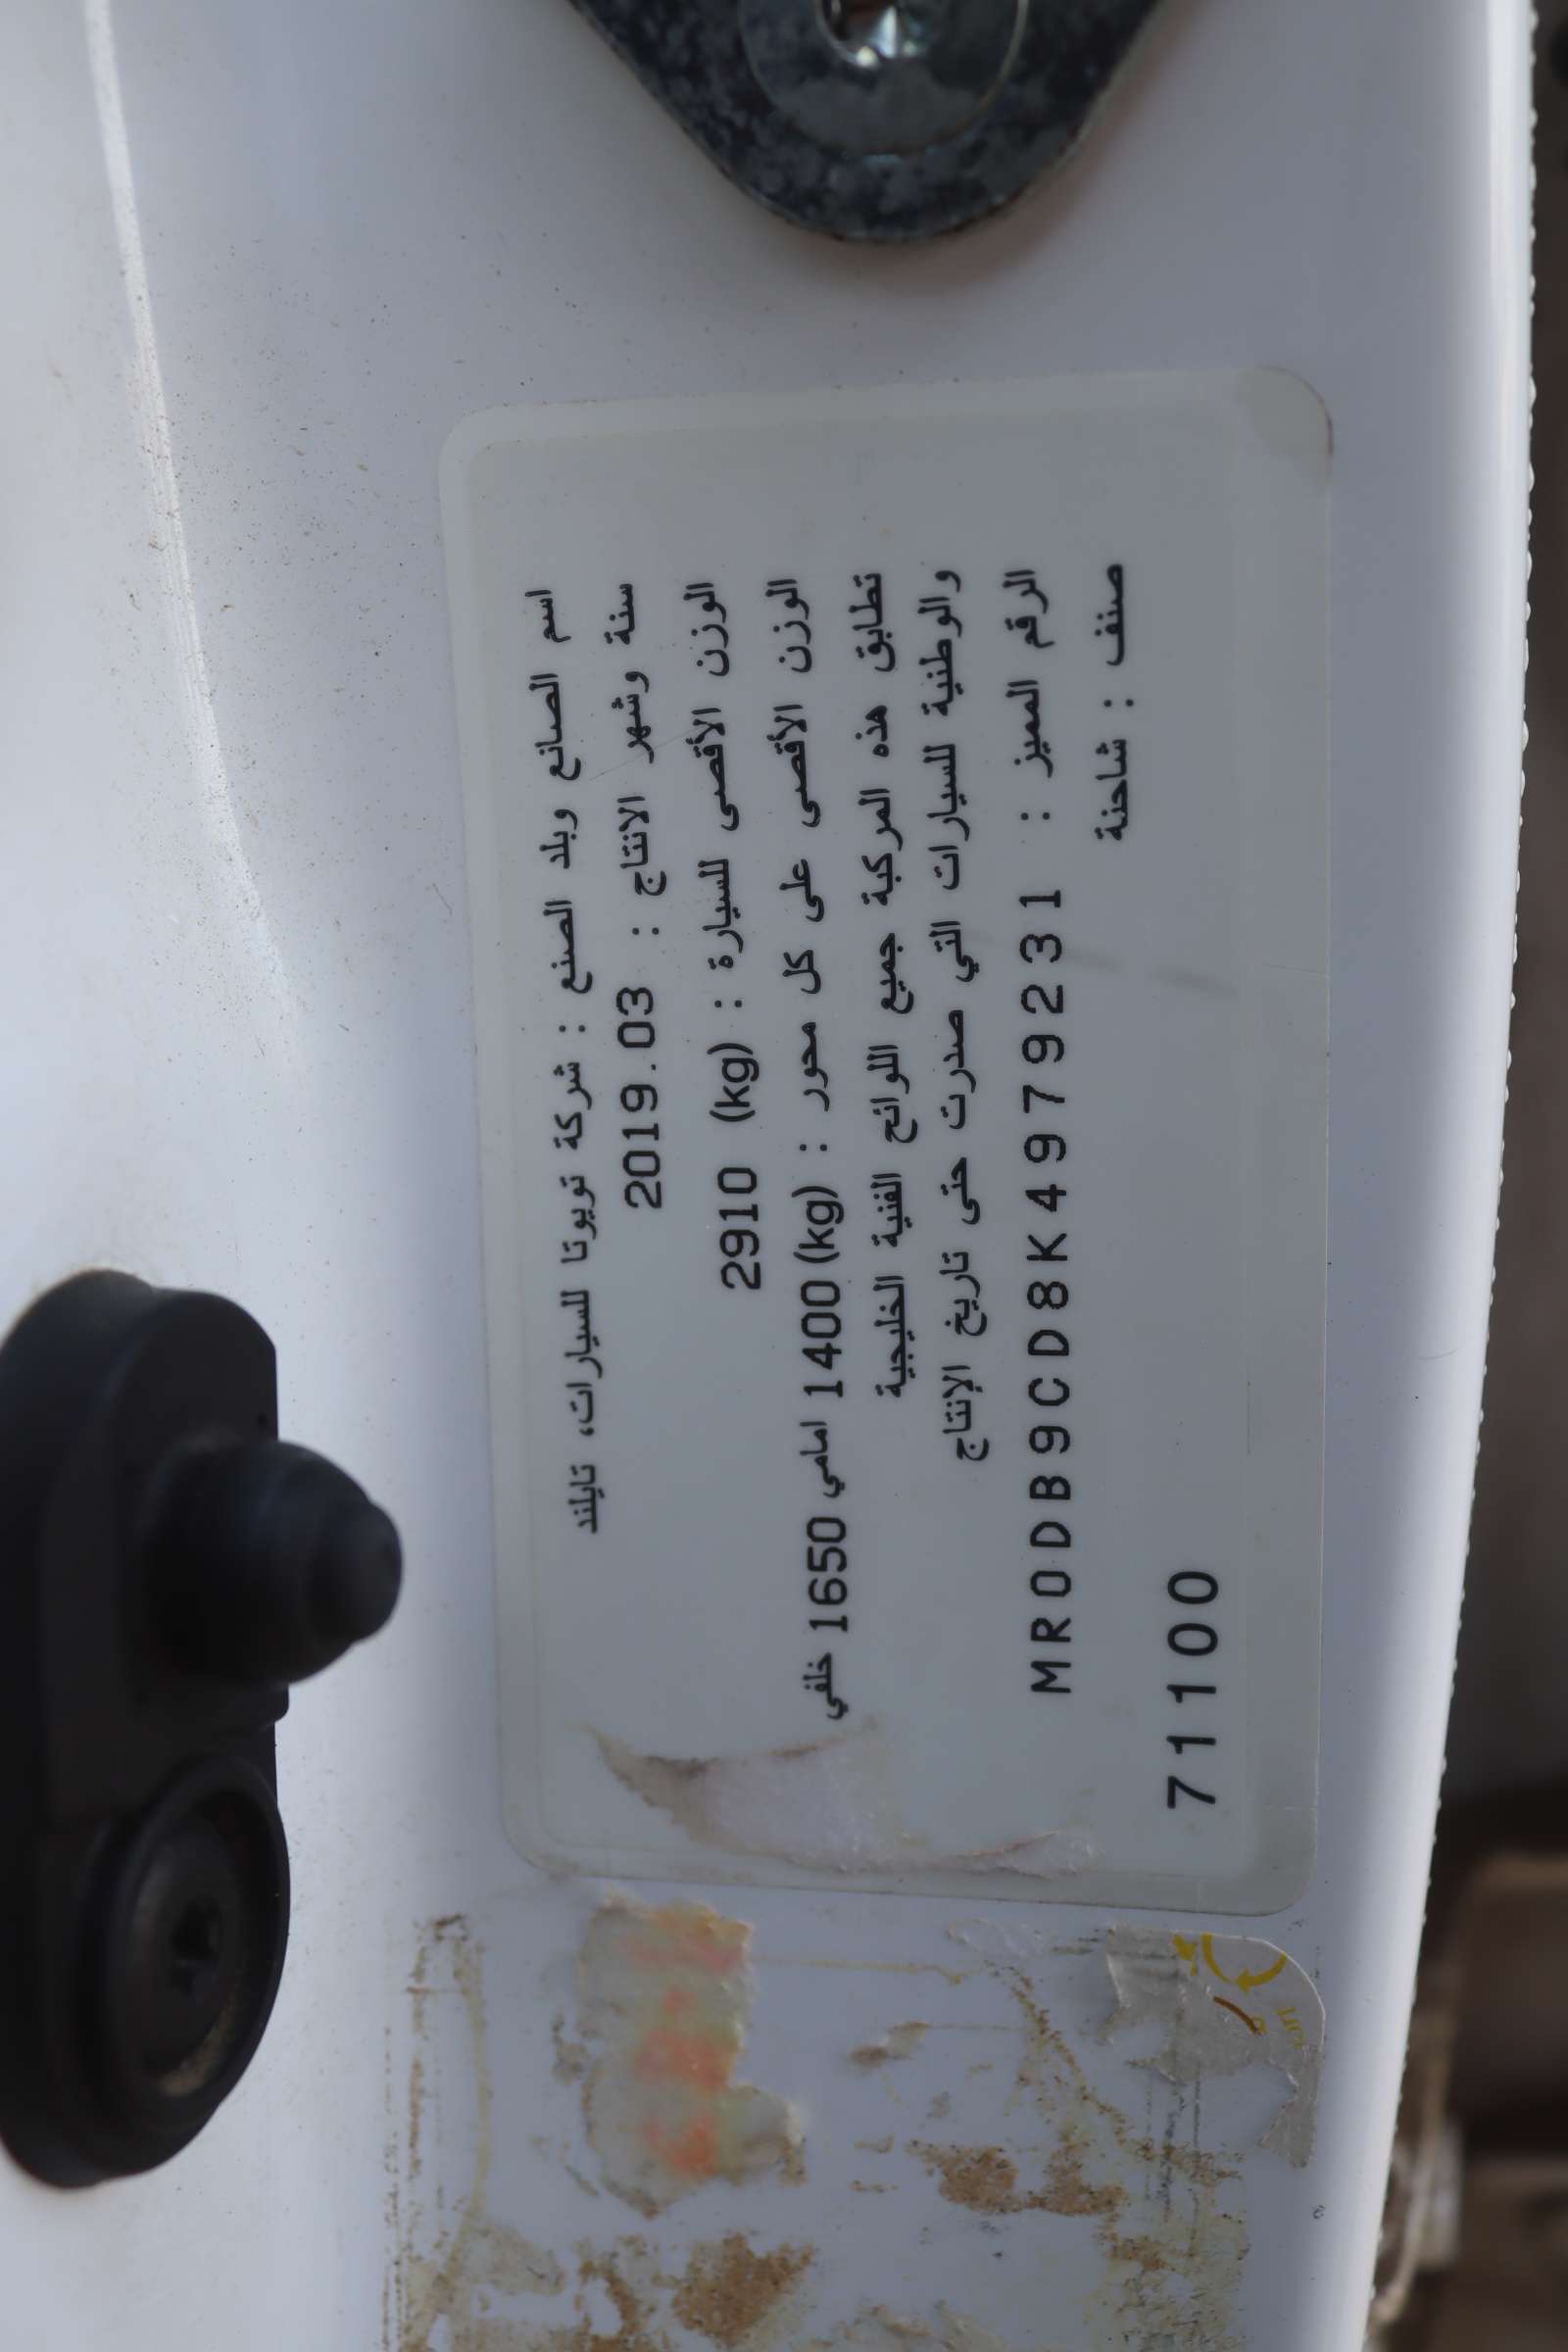 اسم الصانع وبلد الصنع : شركة تويوتا للسيارات، تايلند
سنة وشهر الانتاج : 2019.03
الوزن الأقصى للسيارة : (kg) 2910
الوزن الأقصى على كل محور : (kg) 1400 امامي 1650 خلفي
تطابق هذه المركبة جميع اللوائح الفنية الخليجية
والوطنية للسيارات التي صدرت حتى تاريخ الإنتاج
الرقم المميز : MR0DB9CD8K4979231
صنف : شاحنة
71100